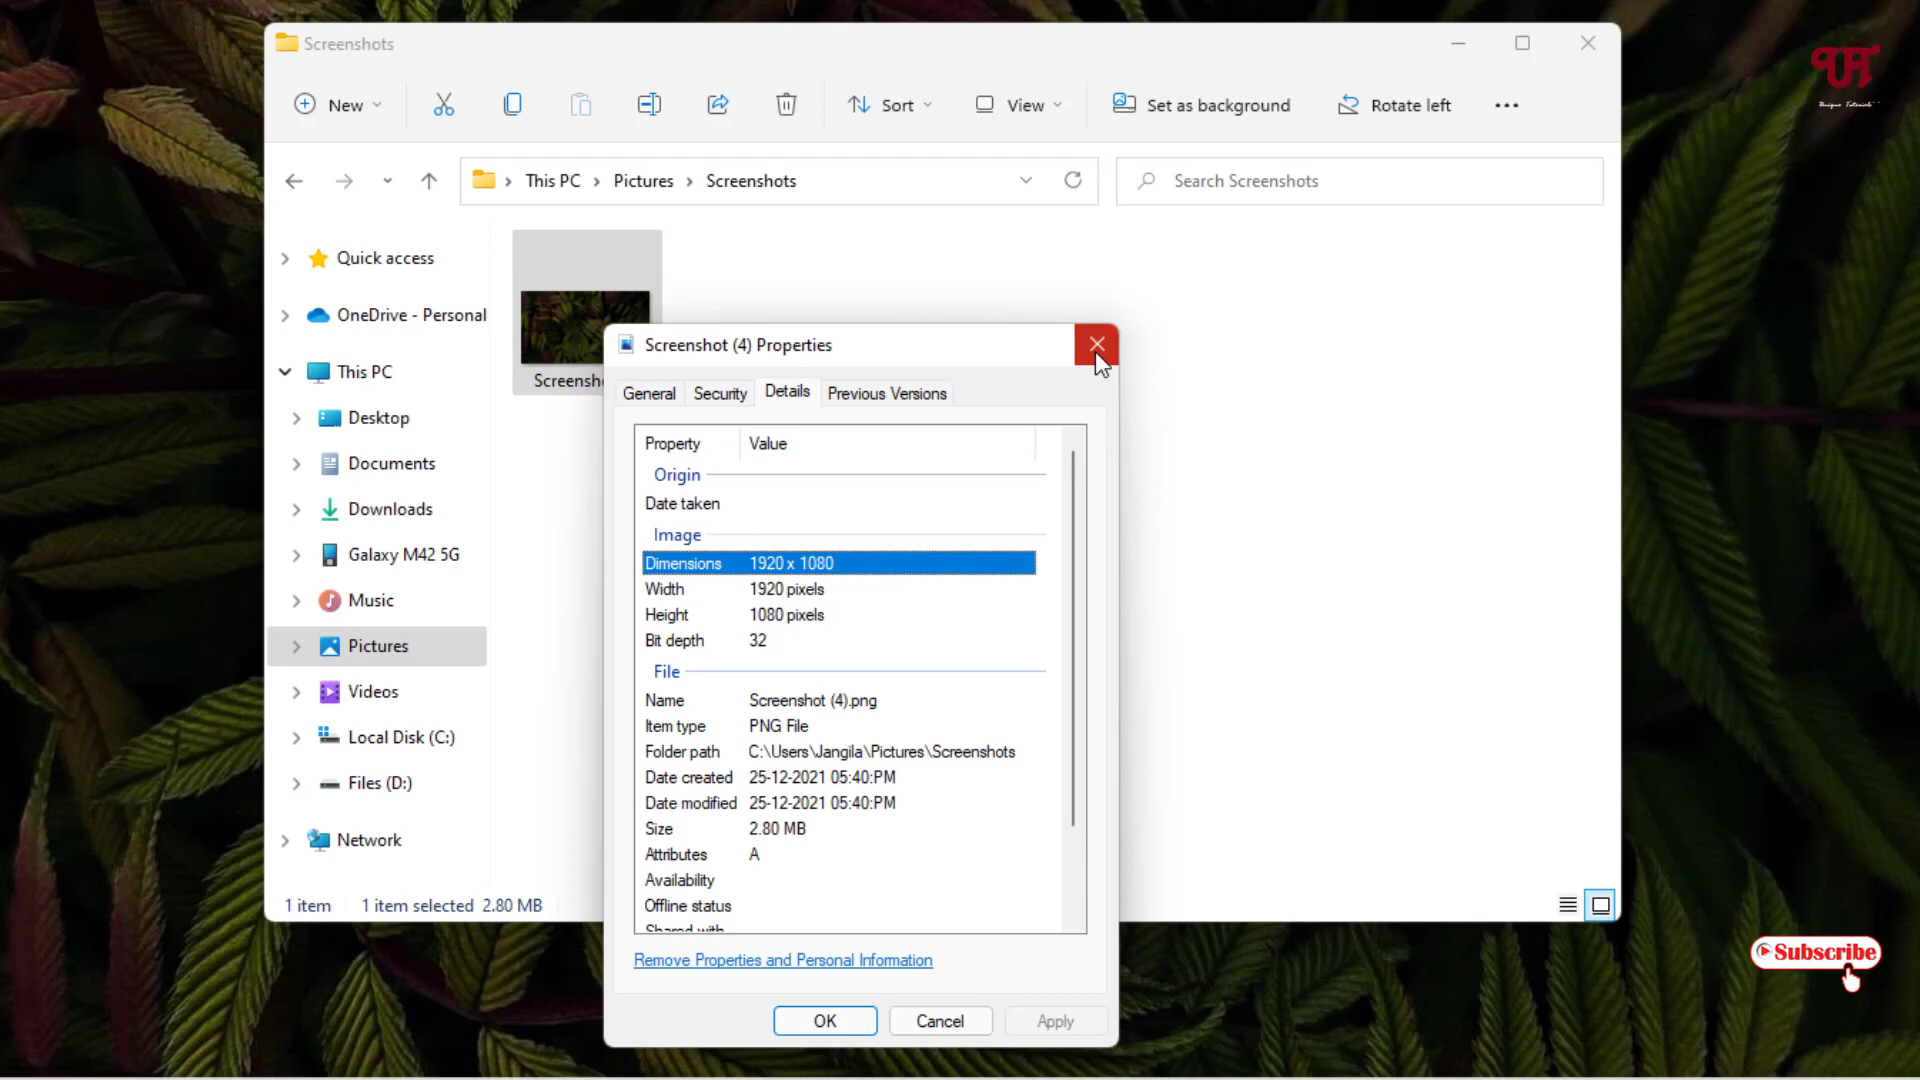 Screenshots
New
Sort
View
Set as background
Rotate left
This PC
Pictures
Screenshots
Search Screenshots
Quick access
OneDrive - Personal
This PC
Desktop
Documents
Downloads
Galaxy M42 5G
Music
Pictures
Videos
Local Disk (C:)
Files (D:)
Network
1 item
1 item selected 2.80 MB
Screensh
Screenshot (4) Properties
General
Security
Details
Previous Versions
Property Value
Origin
Date taken
Image
Dimensions 1920 x 1080
Width 1920 pixels
Height 1080 pixels
Bit depth 32
File
Name Screenshot (4).png
Item type PNG File
Folder path C:\Users\Jangila\Pictures\Screenshots
Date created 25-12-2021 05:40:PM
Date modified 25-12-2021 05:40:PM
Size 2.80 MB
Attributes A
Availability
Offline status
Shared with
Remove Properties and Personal Information
OK
Cancel
Apply
UT
Unique Tutorials
Subscribe